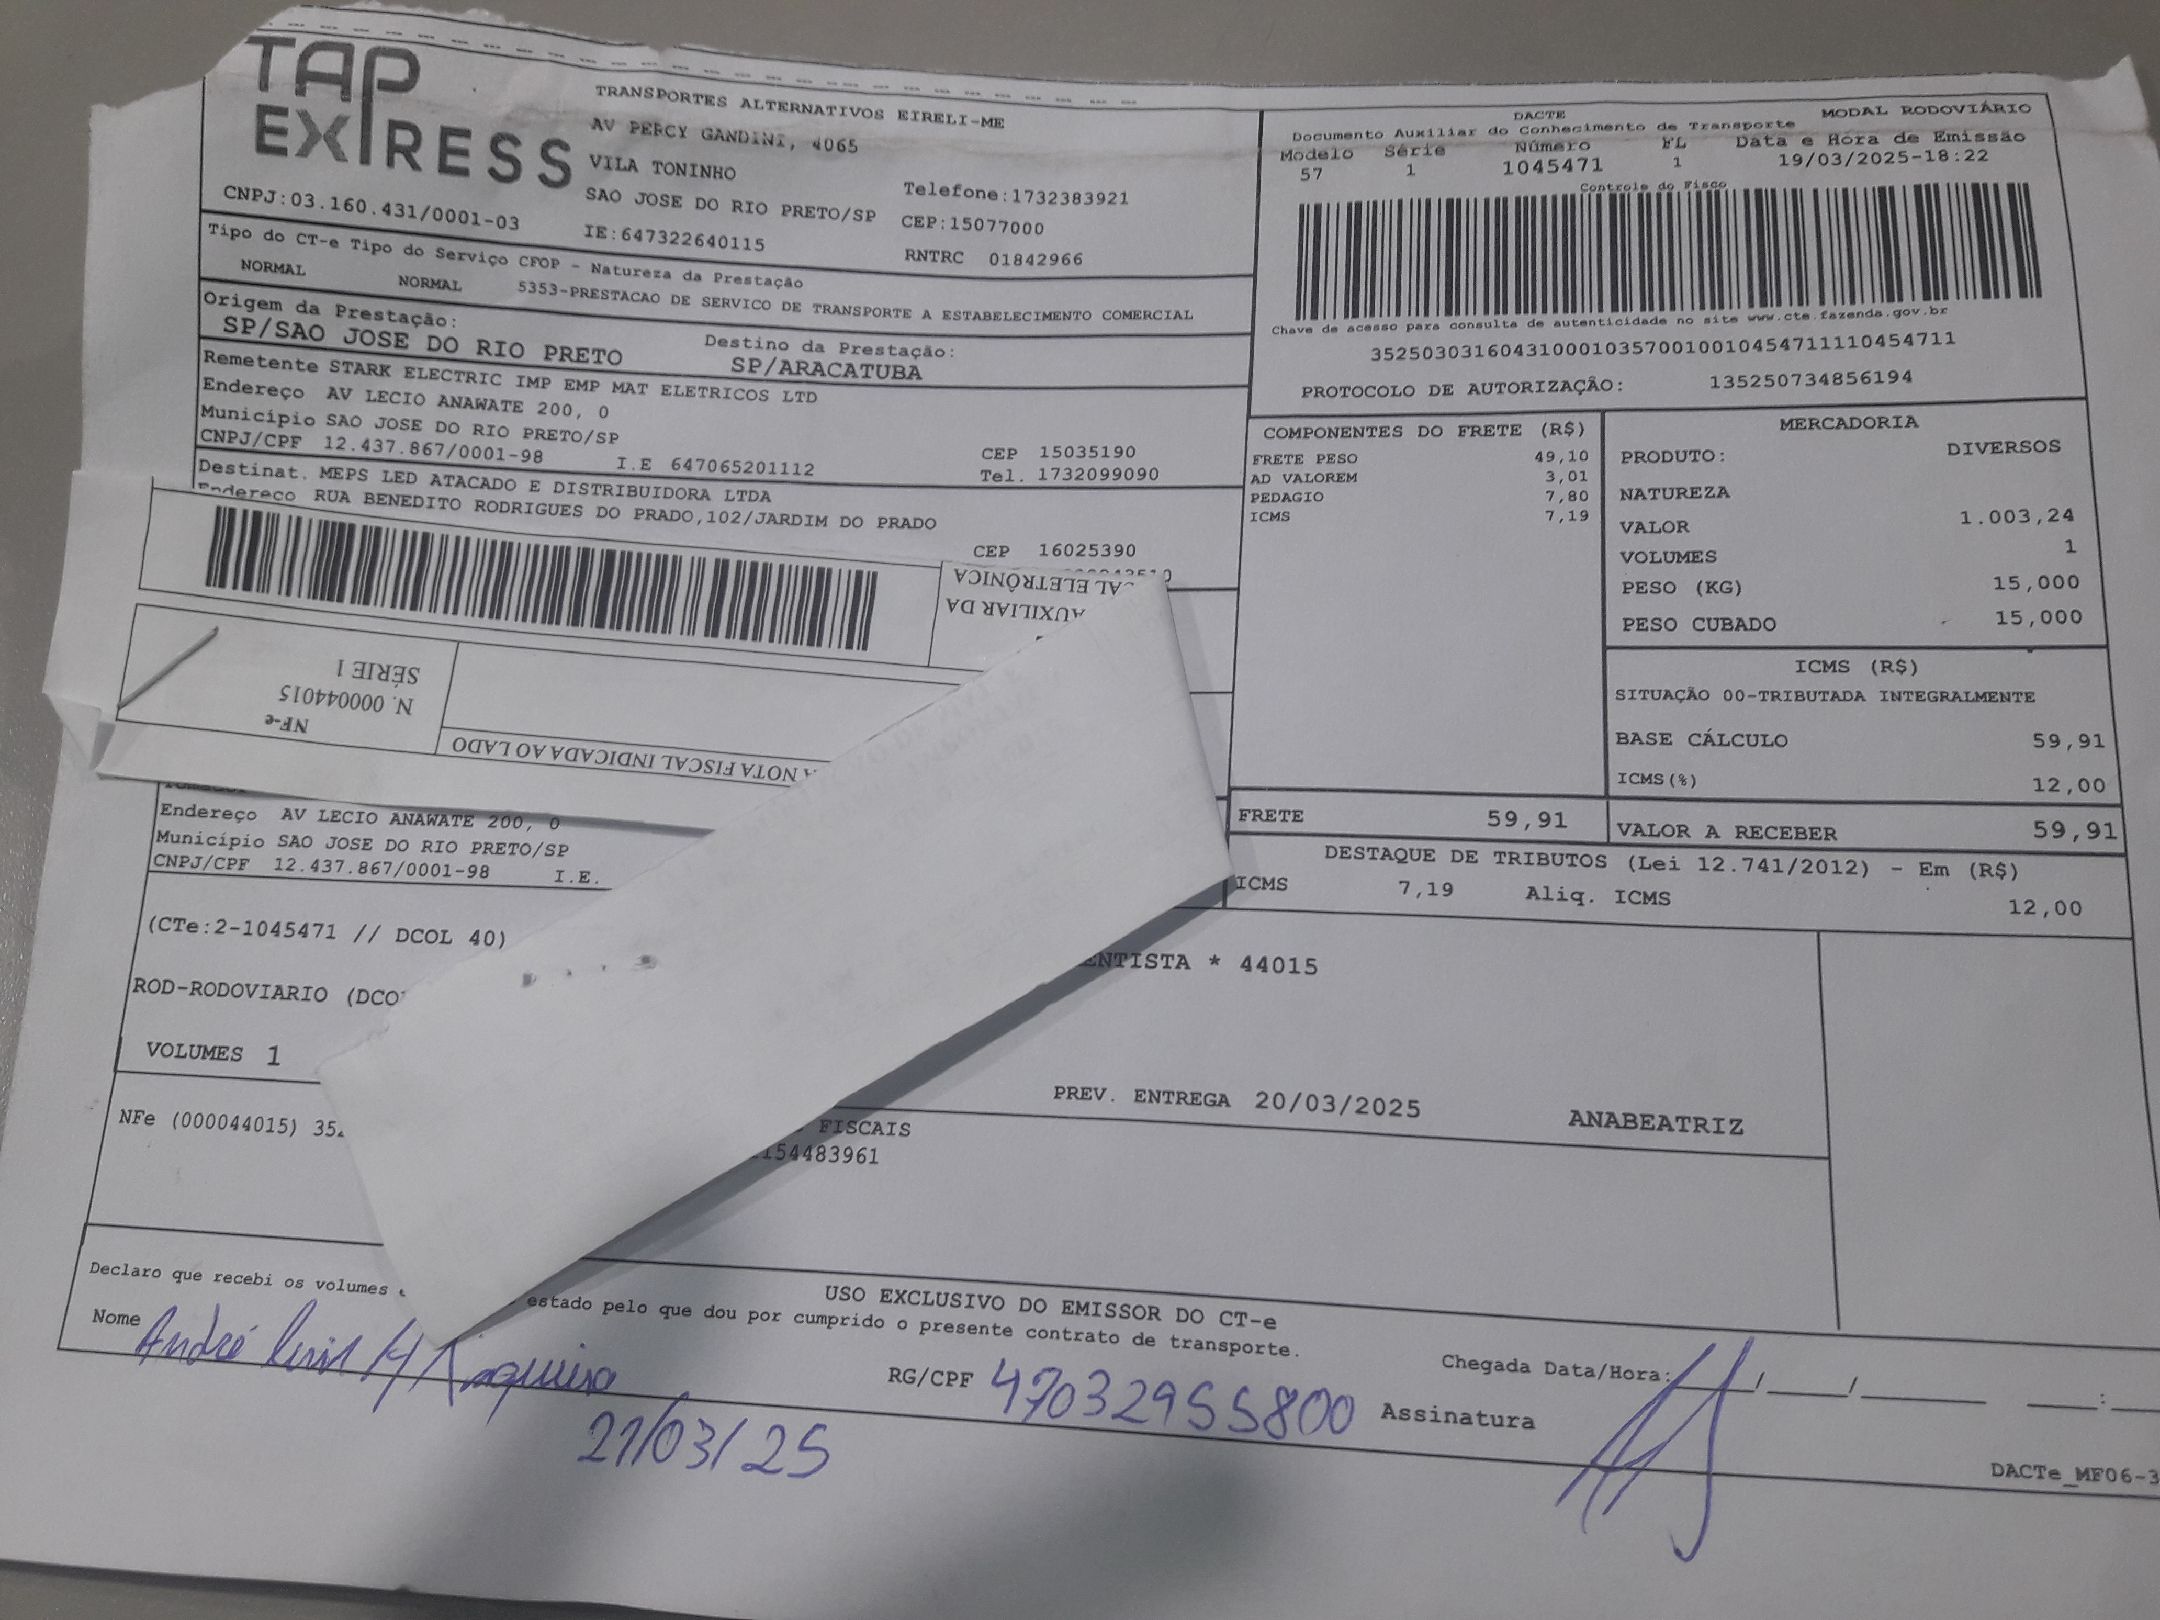 TAP
EXPRESS
TRANSPORTES ALTERNATIVOS EIRELI-ME
AV PERCY GANDINI, 4065
VILA TONINHO
SAO JOSE DO RIO PRETO/SP
Telefone:1732383921
CEP:15077000
CNPJ:03.160.431/0001-03
IE:647322640115
RNTRC 01842966
DACTE
MODAL RODOVIÁRIO
Documento Auxiliar do Conhecimento de Transporte
Modelo Série Número FL Data e Hora de Emissão
57 1 1045471 1 19/03/2025-18:22
Controle do Fisco
Chave de acesso para consulta de autenticidade no site www.cte.fazenda.gov.br
35250303160431000103570010010454711110454711
PROTOCOLO DE AUTORIZAÇÃO: 135250734856194
Tipo do CT-e Tipo do Serviço CFOP - Natureza da Prestação
NORMAL NORMAL 5353-PRESTACAO DE SERVICO DE TRANSPORTE A ESTABELECIMENTO COMERCIAL
Origem da Prestação:
SP/SAO JOSE DO RIO PRETO
Destino da Prestação:
SP/ARACATUBA
Remetente STARK ELECTRIC IMP EMP MAT ELETRICOS LTD
Endereço AV LECIO ANAWATE 200, 0
Município SAO JOSE DO RIO PRETO/SP
CEP 15035190
CNPJ/CPF 12.437.867/0001-98 I.E 647065201112 Tel. 1732099090
Destinat. MEPS LED ATACADO E DISTRIBUIDORA LTDA
Endereço RUA BENEDITO RODRIGUES DO PRADO,102/JARDIM DO PRADO
CEP 16025390
COMPONENTES DO FRETE (R$)
FRETE PESO 49,10
AD VALOREM 3,01
PEDAGIO 7,80
ICMS 7,19
MERCADORIA
PRODUTO: DIVERSOS
NATUREZA
VALOR 1.003,24
VOLUMES 1
PESO (KG) 15,000
PESO CUBADO 15,000
ICMS (R$)
SITUAÇÃO 00-TRIBUTADA INTEGRALMENTE
BASE CÁLCULO 59,91
ICMS(%) 12,00
FRETE 59,91
VALOR A RECEBER 59,91
DESTAQUE DE TRIBUTOS (Lei 12.741/2012) - Em (R$)
ICMS 7,19 Aliq. ICMS 12,00
AUXILIAR DA
ELETRÔNICA
NF-e
N. 000044015
SÉRIE 1
A NOTA FISCAL INDICADA AO LADO
Endereço AV LECIO ANAWATE 200, 0
Município SAO JOSE DO RIO PRETO/SP
CNPJ/CPF 12.437.867/0001-98 I.E.
(CTe:2-1045471 // DCOL 40)
ENTISTA * 44015
ROD-RODOVIARIO (DCO
VOLUMES 1
PREV. ENTREGA 20/03/2025 ANABEATRIZ
FISCAIS
NFe (000044015) 35
154483961
USO EXCLUSIVO DO EMISSOR DO CT-e
Declaro que recebi os volumes estado pelo que dou por cumprido o presente contrato de transporte.
Nome André Luis
RG/CPF 47032955800
Assinatura
Chegada Data/Hora: / / :
21/03/25
DACTe_MF06-3